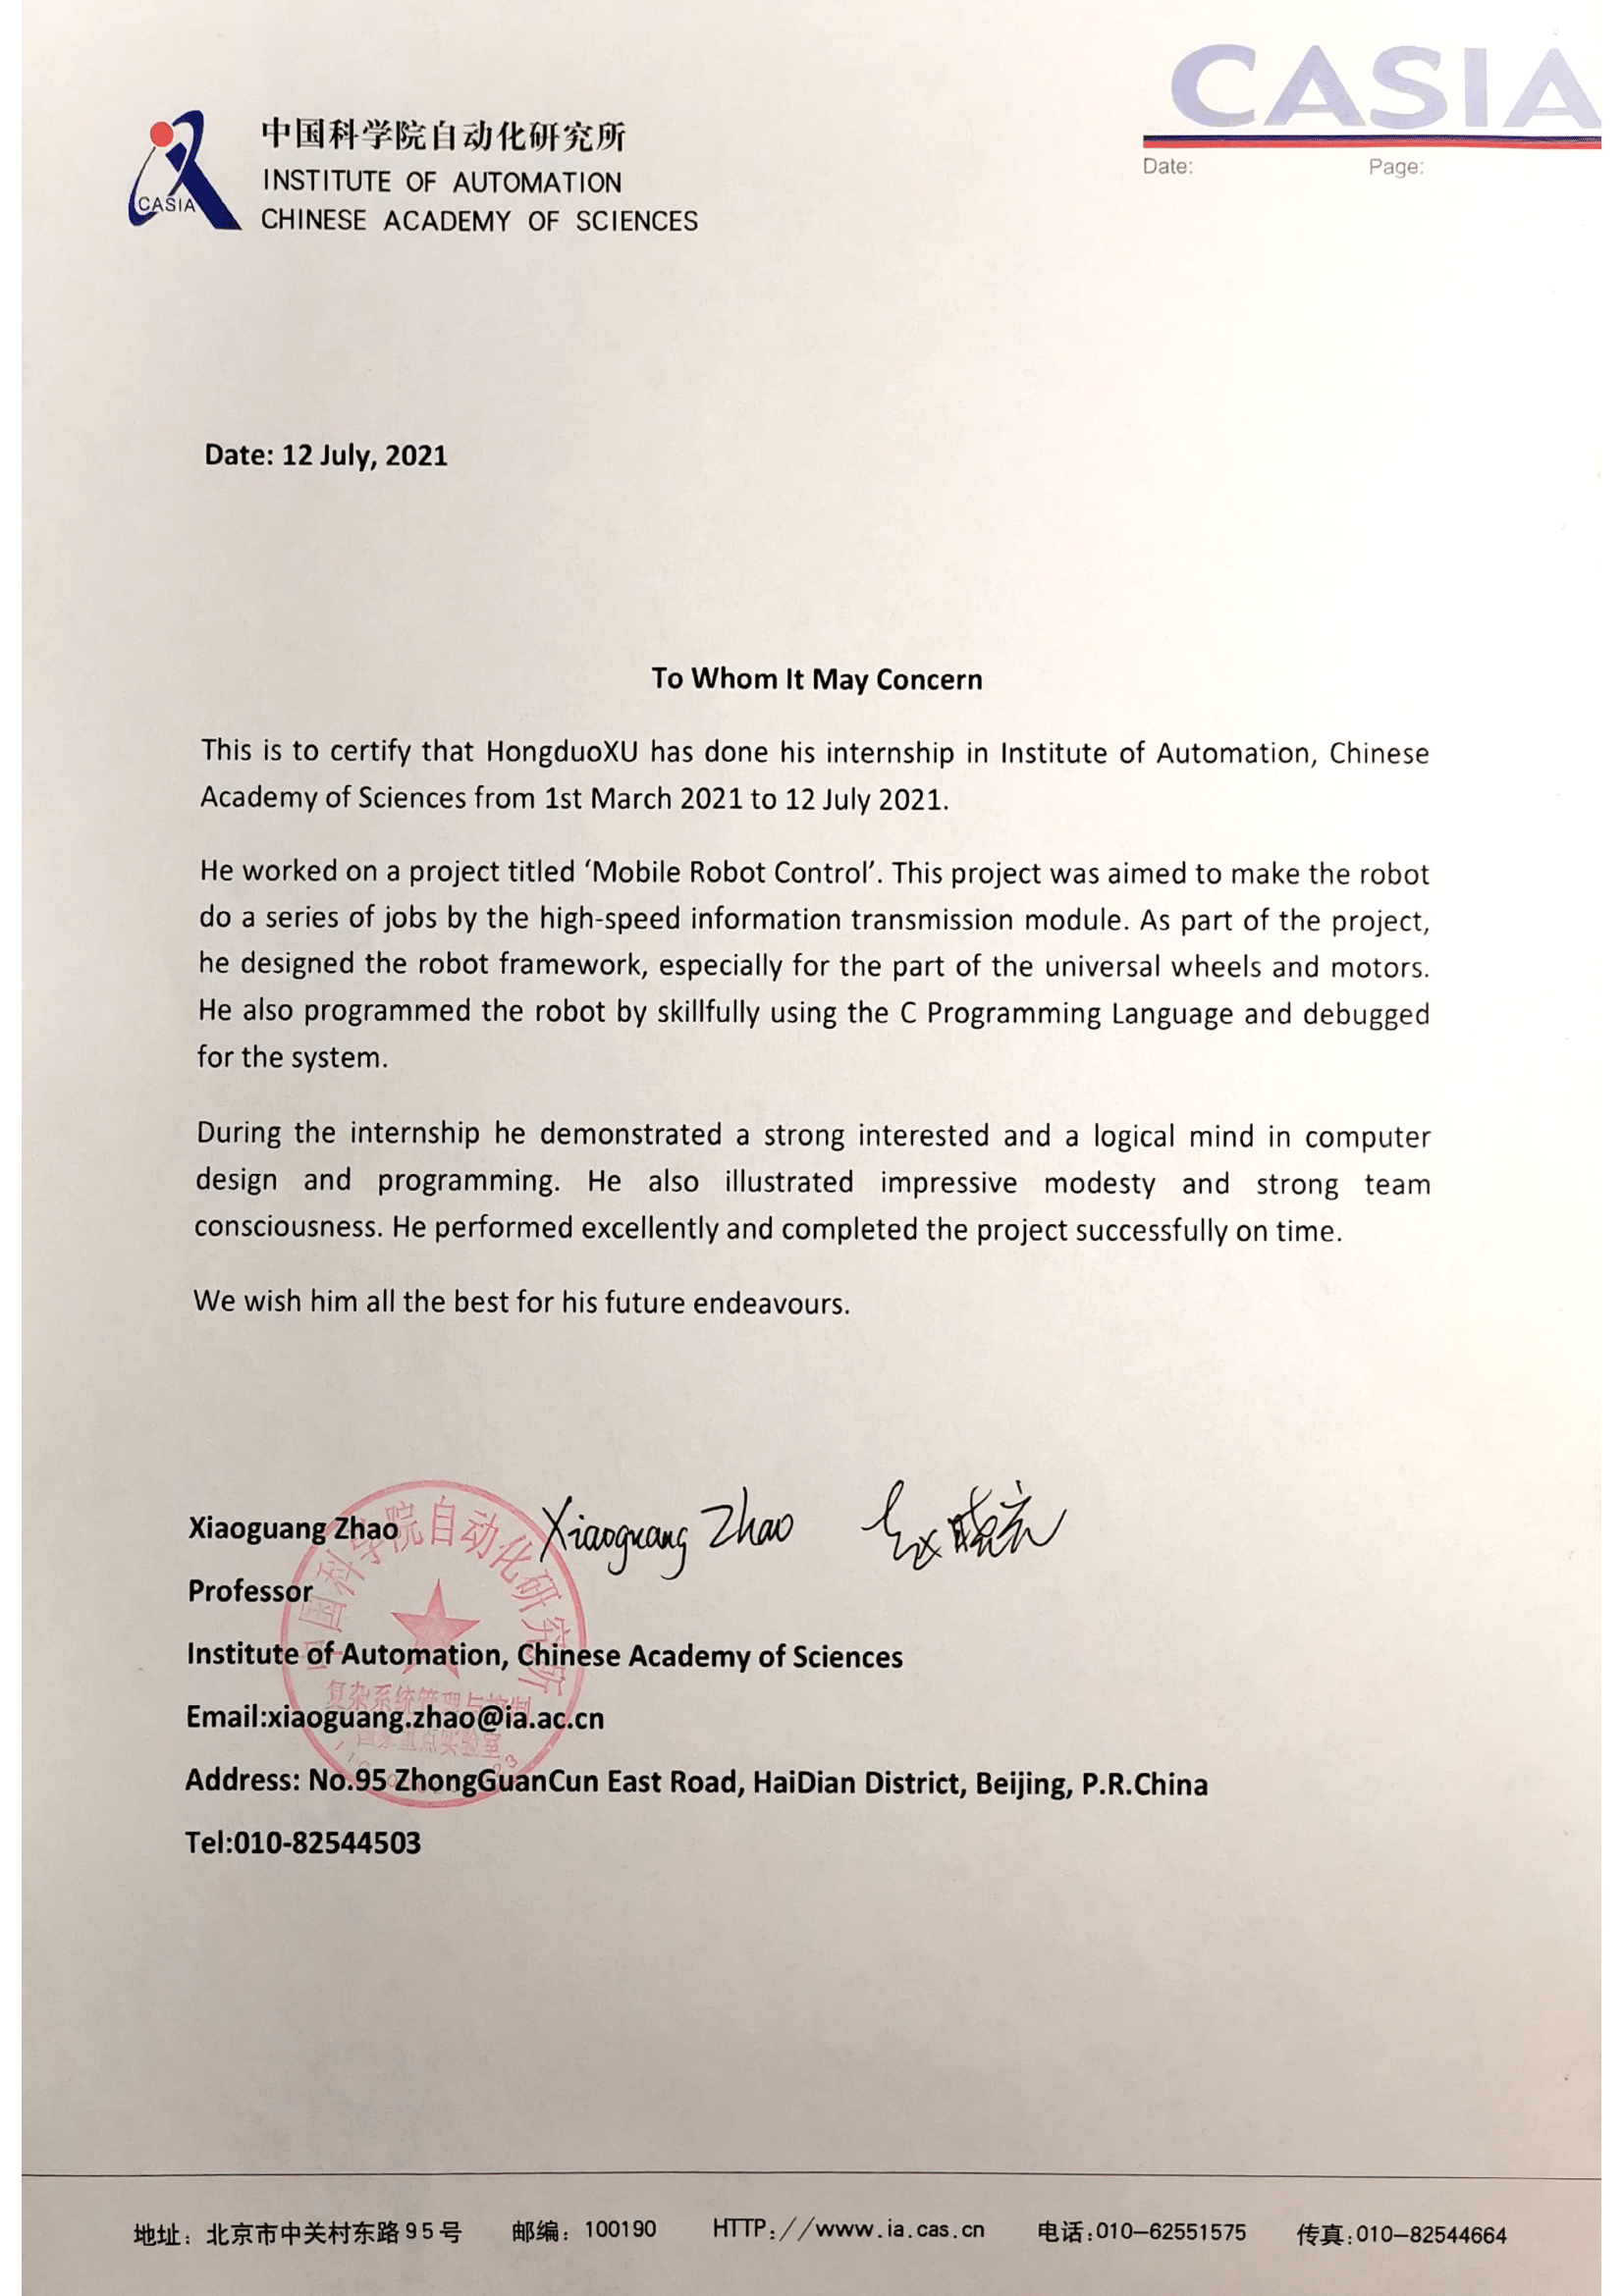 CASIA
Date: Page:
中国科学院自动化研究所
INSTITUTE OF AUTOMATION
CHINESE ACADEMY OF SCIENCES
CASIA
Date: 12 July, 2021
To Whom It May Concern
This is to certify that HongduoXU has done his internship in Institute of Automation, Chinese
Academy of Sciences from 1st March 2021 to 12 July 2021.
He worked on a project titled ‘Mobile Robot Control’. This project was aimed to make the robot
do a series of jobs by the high-speed information transmission module. As part of the project,
he designed the robot framework, especially for the part of the universal wheels and motors.
He also programmed the robot by skillfully using the C Programming Language and debugged
for the system.
During the internship he demonstrated a strong interested and a logical mind in computer
design and programming. He also illustrated impressive modesty and strong team
consciousness. He performed excellently and completed the project successfully on time.
We wish him all the best for his future endeavours.
Xiaoguang Zhao Xiaoguang Zhao
Professor
Institute of Automation, Chinese Academy of Sciences
Email:xiaoguang.zhao@ia.ac.cn
Address: No.95 ZhongGuanCun East Road, HaiDian District, Beijing, P.R.China
Tel:010-82544503
中国科学院自动化研究所
复杂系统管理与控制
国家重点实验室
地址：北京市中关村东路95号 邮编：100190 HTTP://www.ia.cas.cn 电话:010—62551575 传真:010—82544664